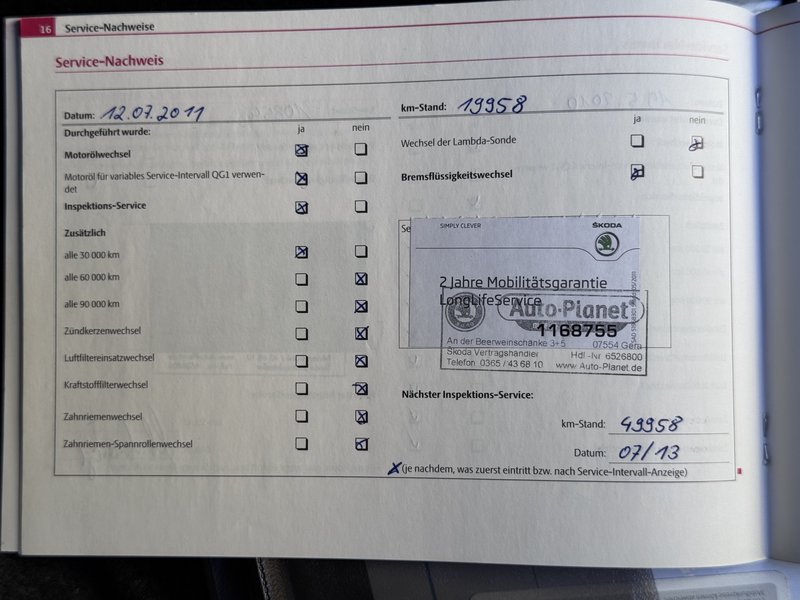 16 Service-Nachweise
Service-Nachweis
Datum: 12.07.2011
km-Stand: 19958
Durchgeführt wurde:
ja nein
ja nein
Motorölwechsel
Wechsel der Lambda-Sonde
Motoröl für variables Service-Intervall QG1 verwen-
det
Bremsflüssigkeitswechsel
Inspektions-Service
Zusätzlich
alle 30 000 km
alle 60 000 km
alle 90 000 km
Zündkerzenwechsel
Luftfiltereinsatzwechsel
Kraftstofffilterwechsel
Zahnriemenwechsel
Zahnriemen-Spannrollenwechsel
Se
SIMPLY CLEVER
ŠKODA
2 Jahre Mobilitätsgarantie
LongLifeService
Auto-Planet
1168755
An der Beerweinschänke 3+5 07554 Gera
Skoda Vertragshändler Hdl.-Nr 6526800
Telefon 0365 / 43 68 10 www.Auto-Planet.de
Nächster Inspektions-Service:
km-Stand: 49958
Datum: 07/13
(je nachdem, was zuerst eintritt bzw. nach Service-Intervall-Anzeige)